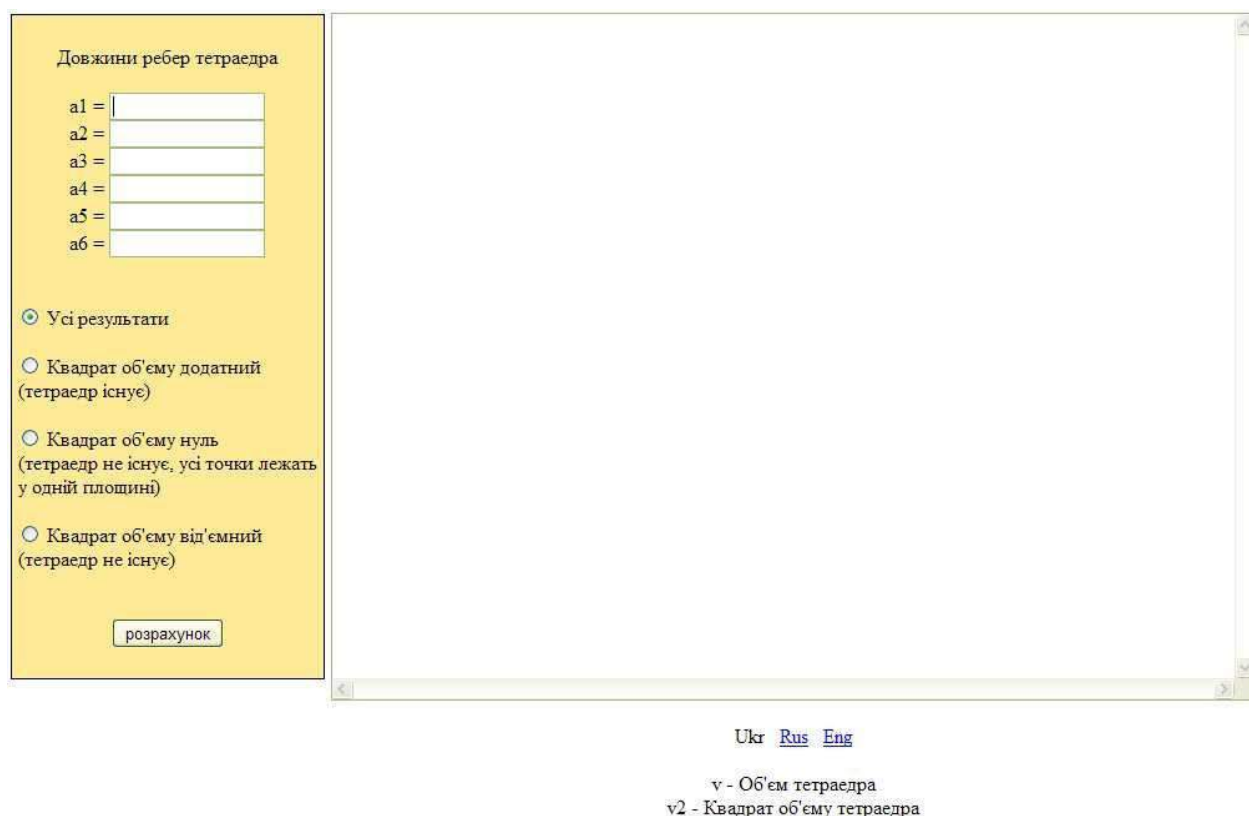 Довжини ребер тетраедра
a1 =
a2 =
a3 =
a4 =
a5 =
a6 =
Усі результати
Квадрат об'єму додатний
(тетраедр існує)
Квадрат об'єму нуль
(тетраедр не існує, усі точки лежать
у одній площині)
Квадрат об'єму від'ємний
(тетраедр не існує)
розрахунок
Ukr Rus Eng
v - Об'єм тетраедра
v2 - Квадрат об'єму тетраедра